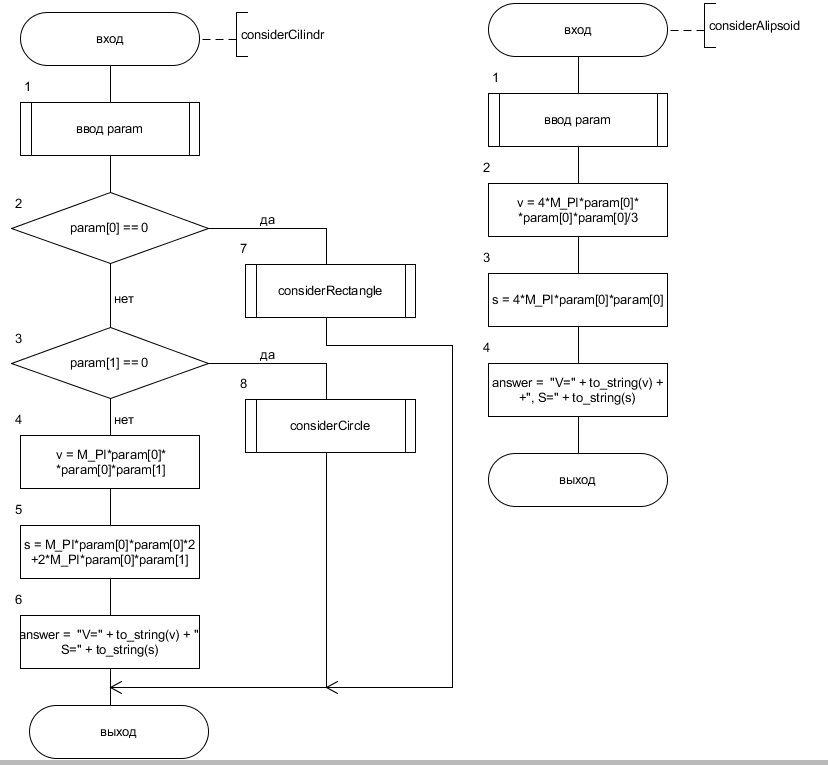 вход
considerCilindr
1
ввод param
2
param[0] == 0
да
7
considerRectangle
нет
3
param[1] == 0
да
8
considerCircle
нет
4
v = M_PI*param[0]*
*param[0]*param[1]
5
s = M_PI*param[0]*param[0]*2
+2*M_PI*param[0]*param[1]
6
answer = "V=" + to_string(v) + "
S=" + to_string(s)
выход
вход
considerAlipsoid
1
ввод param
2
v = 4*M_PI*param[0]*
*param[0]*param[0]/3
3
s = 4*M_PI*param[0]*param[0]
4
answer = "V=" + to_string(v) +
+", S=" + to_string(s)
выход